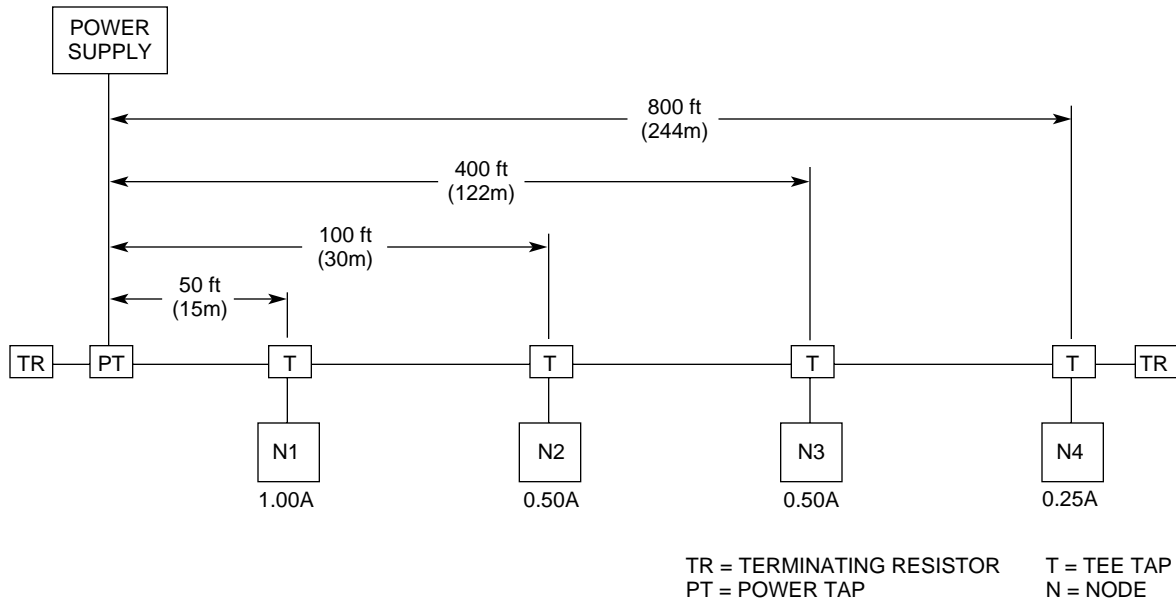 POWER
SUPPLY
800 ft
(244m)
400 ft
(122m)
100 ft
(30m)
50 ft
(15m)
TR PT T T T T TR
N1 N2 N3 N4
1.00A 0.50A 0.50A 0.25A
TR = TERMINATING RESISTOR T = TEE TAP
PT = POWER TAP N = NODE